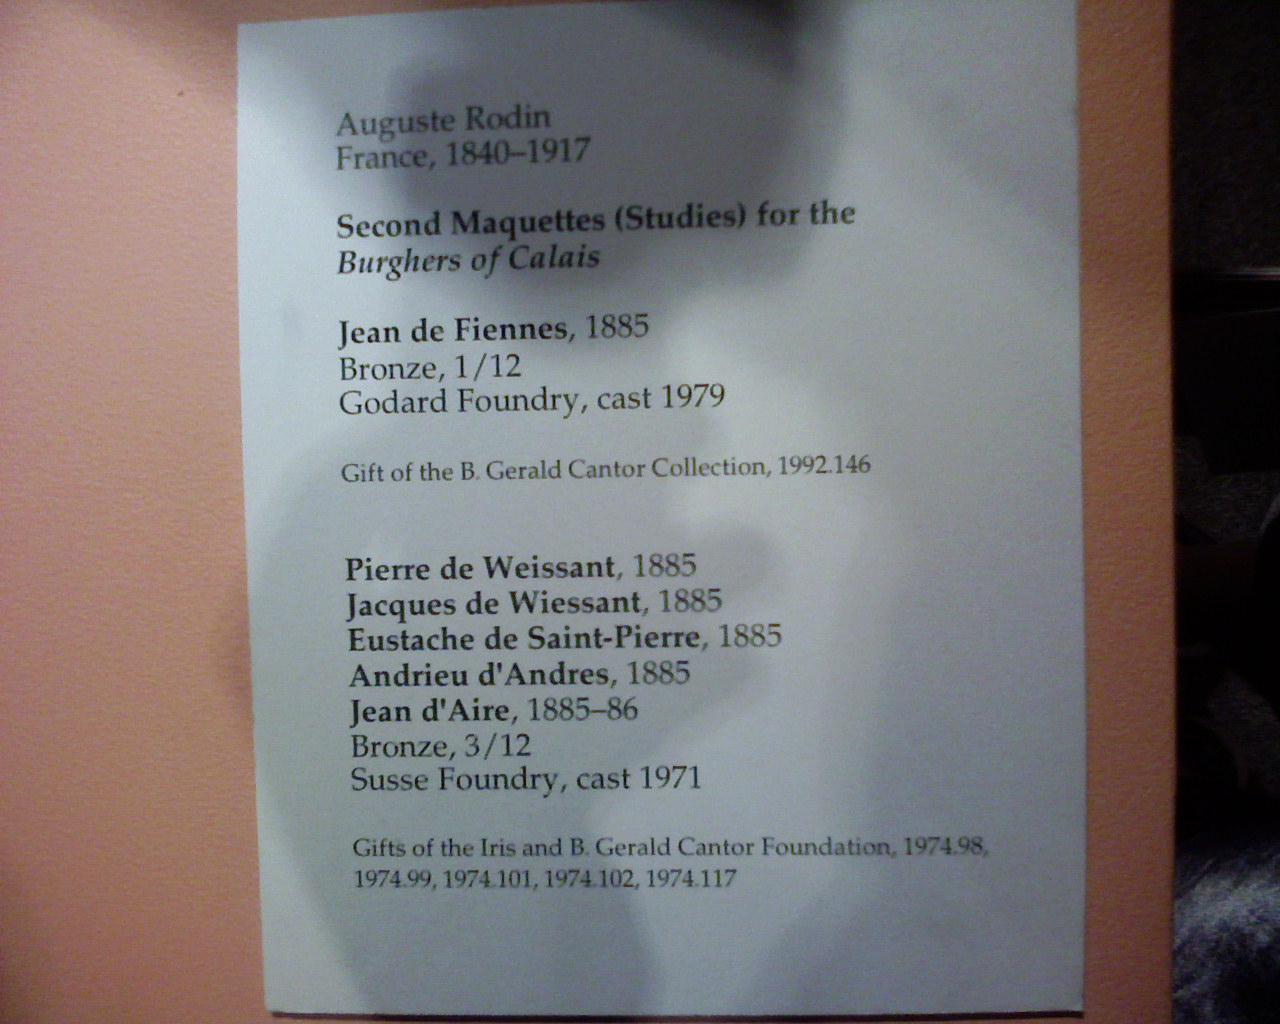 Auguste Rodin
France, 1840–1917
Second Maquettes (Studies) for the
Burghers of Calais
Jean de Fiennes, 1885
Bronze, 1/12
Godard Foundry, cast 1979
Gift of the B. Gerald Cantor Collection, 1992.146
Pierre de Weissant, 1885
Jacques de Wiessant, 1885
Eustache de Saint-Pierre, 1885
Andrieu d'Andres, 1885
Jean d'Aire, 1885–86
Bronze, 3/12
Susse Foundry, cast 1971
Gifts of the Iris and B. Gerald Cantor Foundation, 1974.98,
1974.99, 1974.101, 1974.102, 1974.117